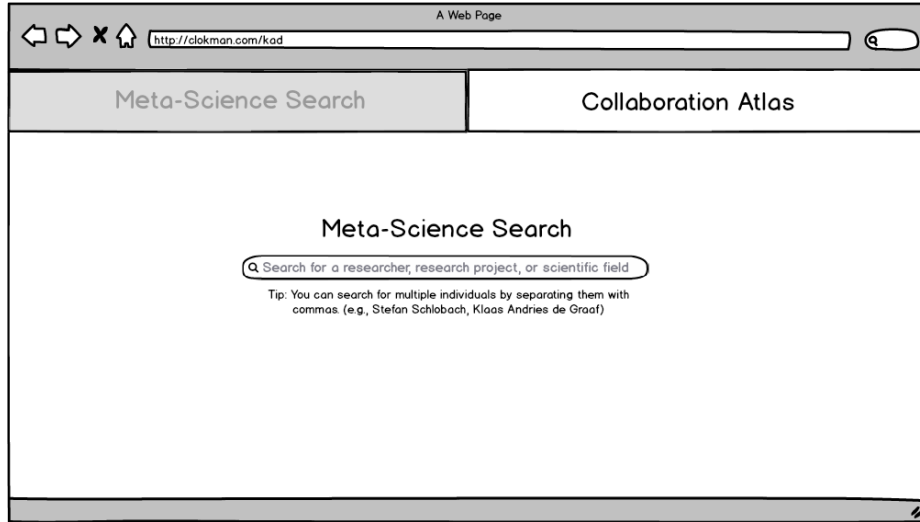 A Web Page
http://clokman.com/kad
Meta-Science Search
Collaboration Atlas
Meta-Science Search
Search for a researcher, research project, or scientific field
Tip: You can search for multiple individuals by separating them with
commas. (e.g., Stefan Schlobach, Klaas Andries de Graaf)